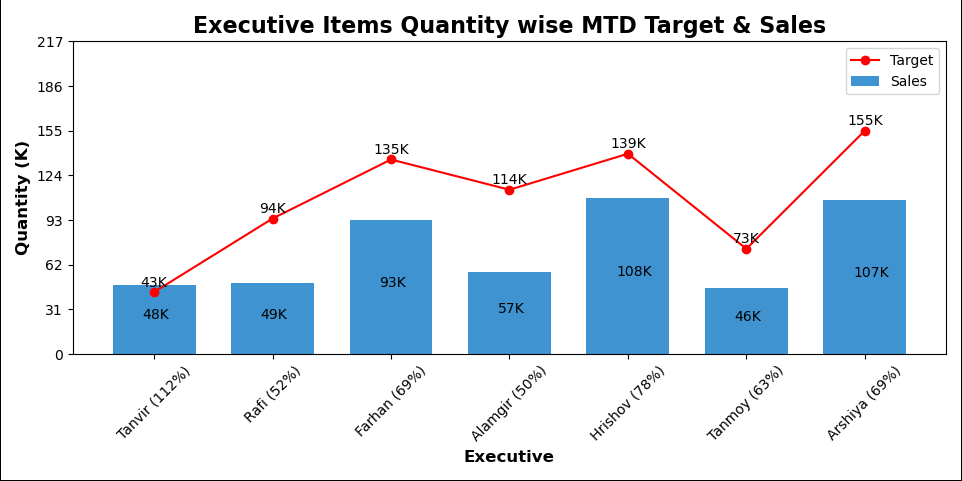 Executive Items Quantity wise MTD Target & Sales
217
186
155
124
93
62
31
0
Quantity (K)
Target
Sales
43K
94K
135K
114K
139K
73K
155K
48K
49K
93K
57K
108K
46K
107K
Tanvir (112%)
Rafi (52%)
Farhan (69%)
Alamgir (50%)
Hrishov (78%)
Tanmoy (63%)
Arshiya (69%)
Executive